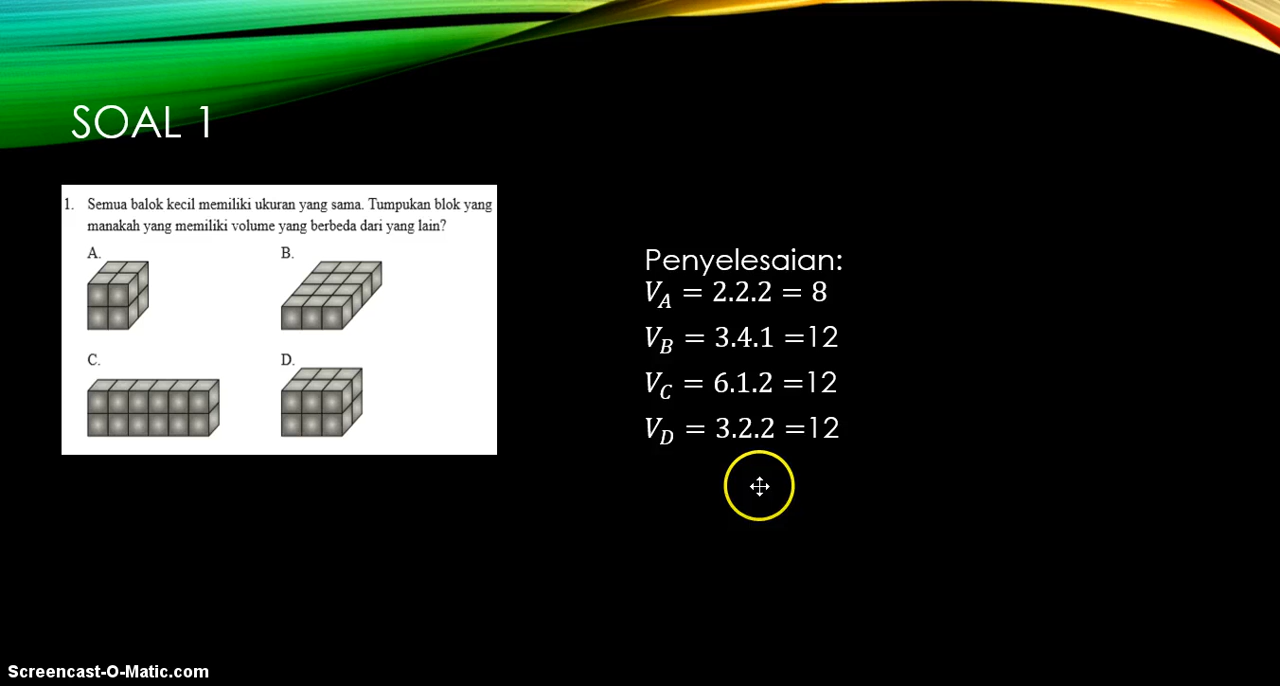 SOAL 1
1. Semua balok kecil memiliki ukuran yang sama. Tumpukan blok yang
manakah yang memiliki volume yang berbeda dari yang lain?
A.
B.
C.
D.
Penyelesaian:
V_A = 2.2.2 = 8
V_B = 3.4.1 =12
V_C = 6.1.2 =12
V_D = 3.2.2 =12
Screencast-O-Matic.com